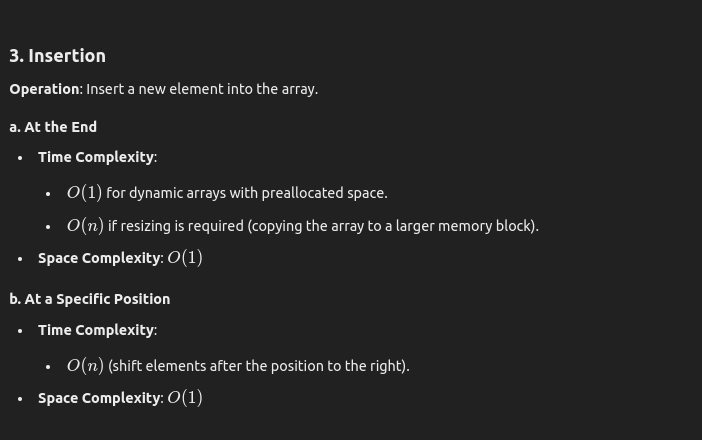 3. Insertion
Operation: Insert a new element into the array.
a. At the End
• Time Complexity:
• O(1) for dynamic arrays with preallocated space.
• O(n) if resizing is required (copying the array to a larger memory block).
• Space Complexity: O(1)
b. At a Specific Position
• Time Complexity:
• O(n) (shift elements after the position to the right).
• Space Complexity: O(1)